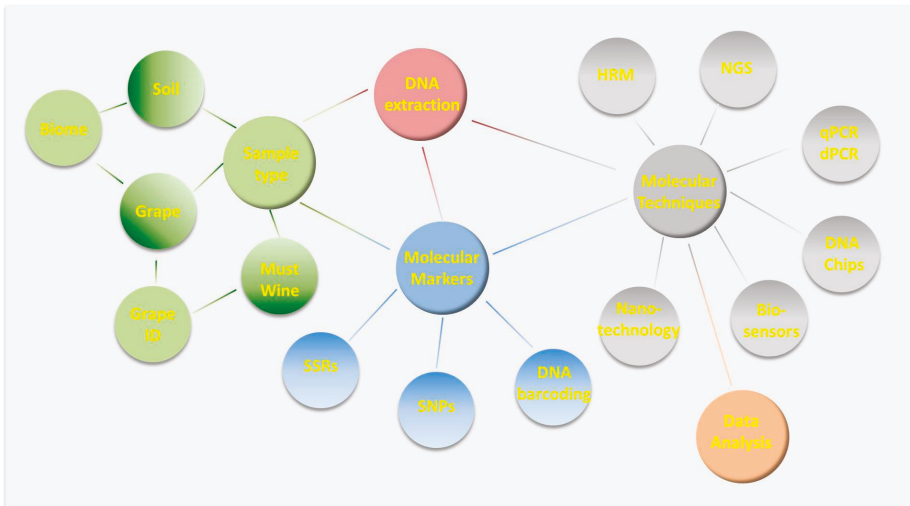 Soil
Biome
Sample
type
Grape
Must
Wine
Grape
ID
DNA
extraction
Molecular
Markers
SSRs
SNPs
DNA
barcoding
HRM
NGS
qPCR
dPCR
Molecular
Techniques
DNA
Chips
Nano-
technology
Bio-
sensors
Data
Analysis